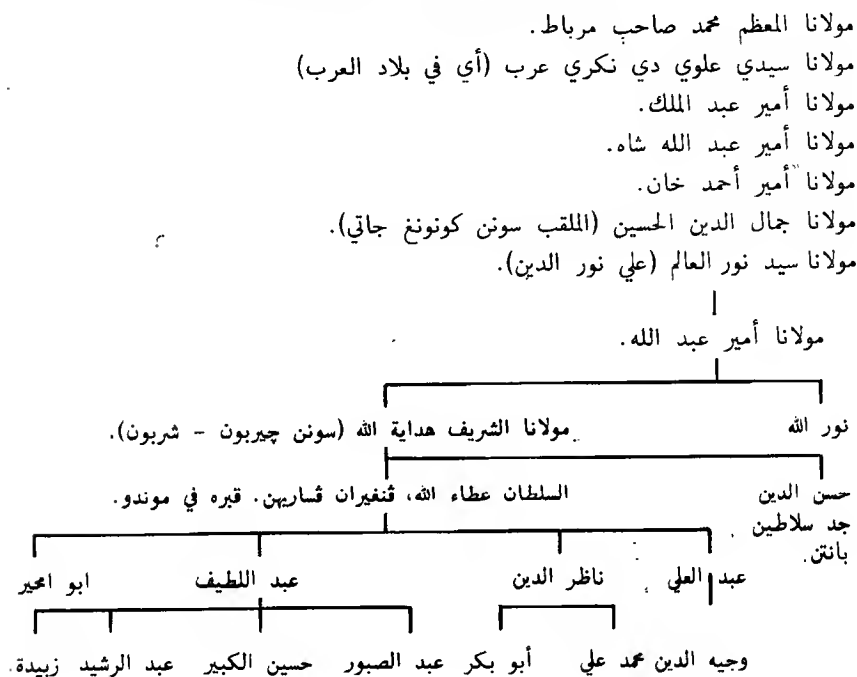 مولانا المعظم محمد صاحب مرباط.
مولانا سيدي علوي دي نكري عرب (أي في بلاد العرب)
مولانا أمير عبد الملك.
مولانا أمير عبد الله شاه.
مولانا أمير أحمد خان.
مولانا جمال الدين الحسين (الملقب سونن كونونغ جاتي).
مولانا سيد نور العالم (علي نور الدين).
مولانا أمير عبد الله.
نور الله مولانا الشريف هداية الله (سونن چيربون - شربون).
حسن الدين السلطان عطاء الله، ڤنغيران ڤساريهن. قبره في موندو.
جد سلاطين
بانتن.
عبد العلي ناظر الدين عبد اللطيف ابو امخير
وجيه الدين محمد علي أبو بكر عبد الصبور حسين الكبير عبد الرشيد زبيدة.